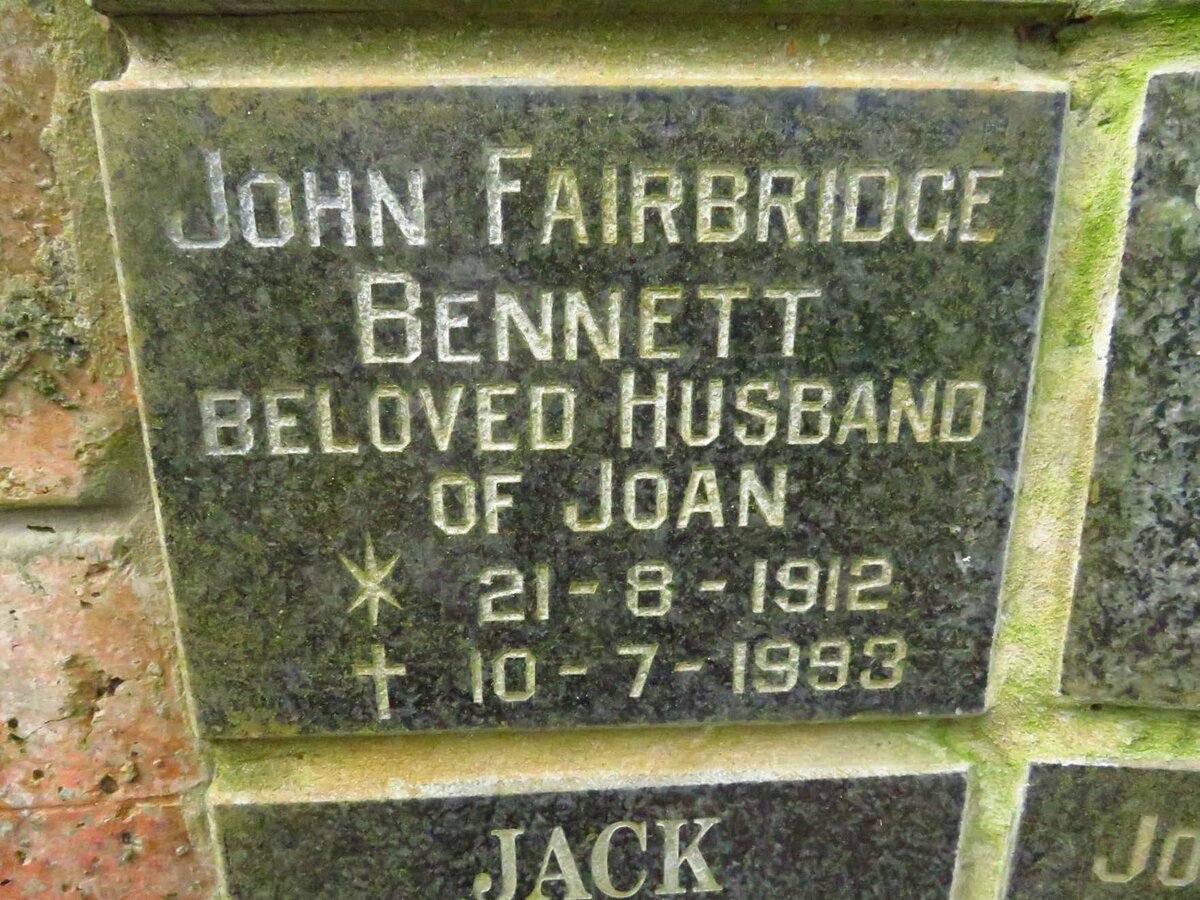 JOHN FAIRBRIDGE
BENNETT
BELOVED HUSBAND
OF JOAN
* 21-8-1912
† 10-7-1993
JACK